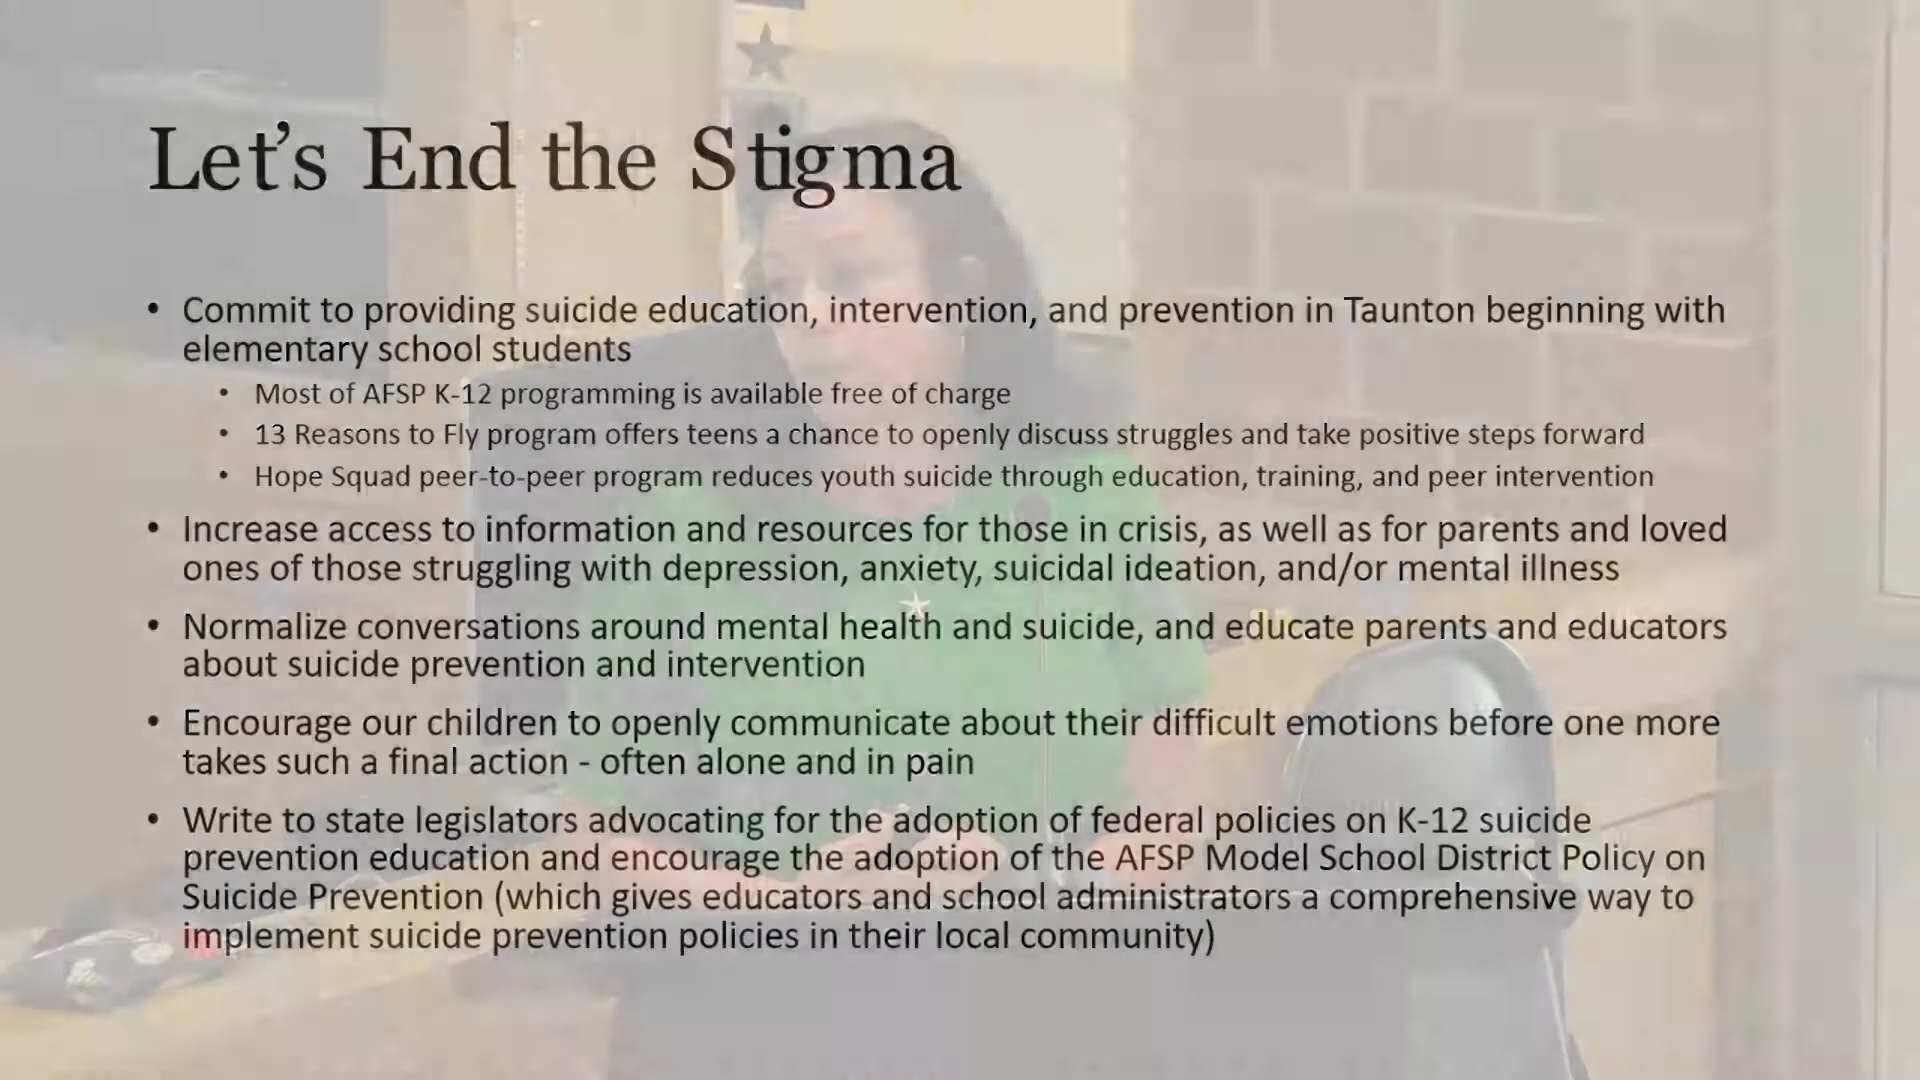 Let's End the Stigma
• Commit to providing suicide education, intervention, and prevention in Taunton beginning with
elementary school students
• Most of AFSP K-12 programming is available free of charge
• 13 Reasons to Fly program offers teens a chance to openly discuss struggles and take positive steps forward
• Hope Squad peer-to-peer program reduces youth suicide through education, training, and peer intervention
• Increase access to information and resources for those in crisis, as well as for parents and loved
ones of those struggling with depression, anxiety, suicidal ideation, and/or mental illness
• Normalize conversations around mental health and suicide, and educate parents and educators
about suicide prevention and intervention
• Encourage our children to openly communicate about their difficult emotions before one more
takes such a final action - often alone and in pain
• Write to state legislators advocating for the adoption of federal policies on K-12 suicide
prevention education and encourage the adoption of the AFSP Model School District Policy on
Suicide Prevention (which gives educators and school administrators a comprehensive way to
implement suicide prevention policies in their local community)